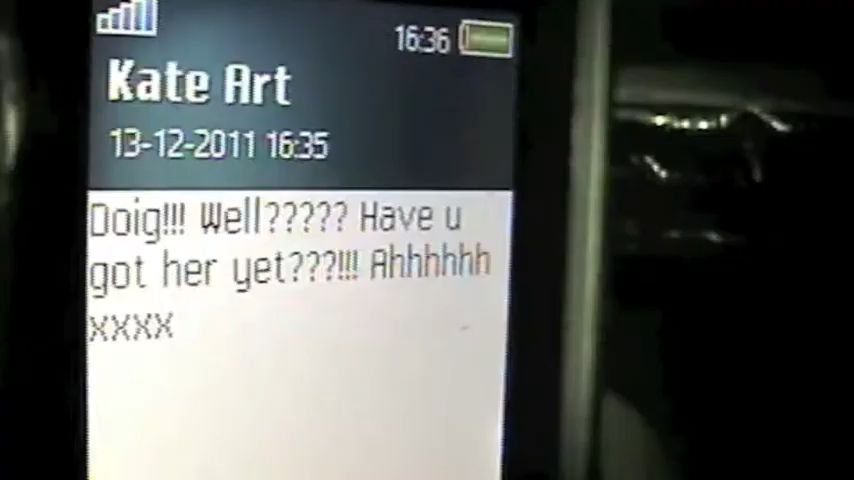 16:36
Kate Art
13-12-2011 16:35
Doig!!! Well????? Have u
got her yet???!!! Ahhhhhh
xxxx